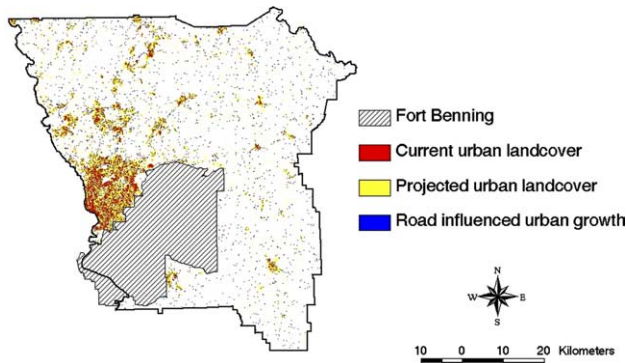 Fort Benning
Current urban landcover
Projected urban landcover
Road influenced urban growth
N
W E
S
10 0 10 20 Kilometers